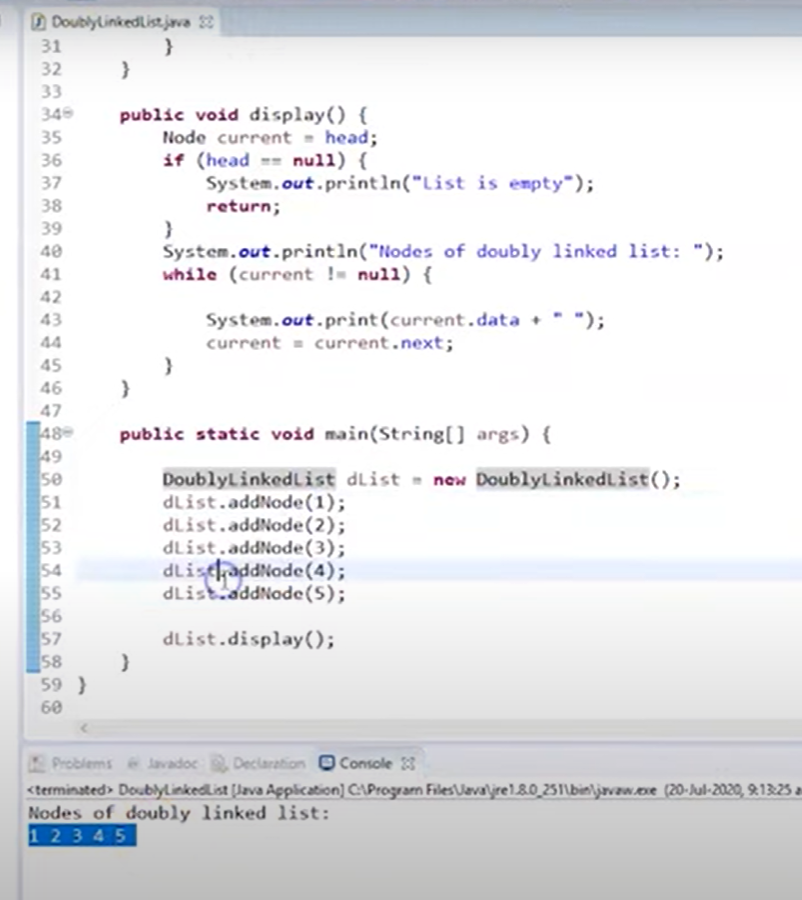 DoublyLinkedList.java
31 }
32 }
33
34 public void display() {
35 Node current = head;
36 if (head == null) {
37 System.out.println("List is empty");
38 return;
39 }
40 System.out.println("Nodes of doubly linked list: ");
41 while (current != null) {
42
43 System.out.print(current.data + " ");
44 current = current.next;
45 }
46 }
47
48 public static void main(String[] args) {
49
50 DoublyLinkedList dList = new DoublyLinkedList();
51 dList.addNode(1);
52 dList.addNode(2);
53 dList.addNode(3);
54 dList.addNode(4);
55 dList.addNode(5);
56
57 dList.display();
58 }
59 }
60
Problems Javadoc Declaration Console
<terminated> DoublyLinkedList [Java Application] C:\Program Files\Java\jre1.8.0_251\bin\javaw.exe (20-Jul-2020, 9:13:25 a
Nodes of doubly linked list:
1 2 3 4 5